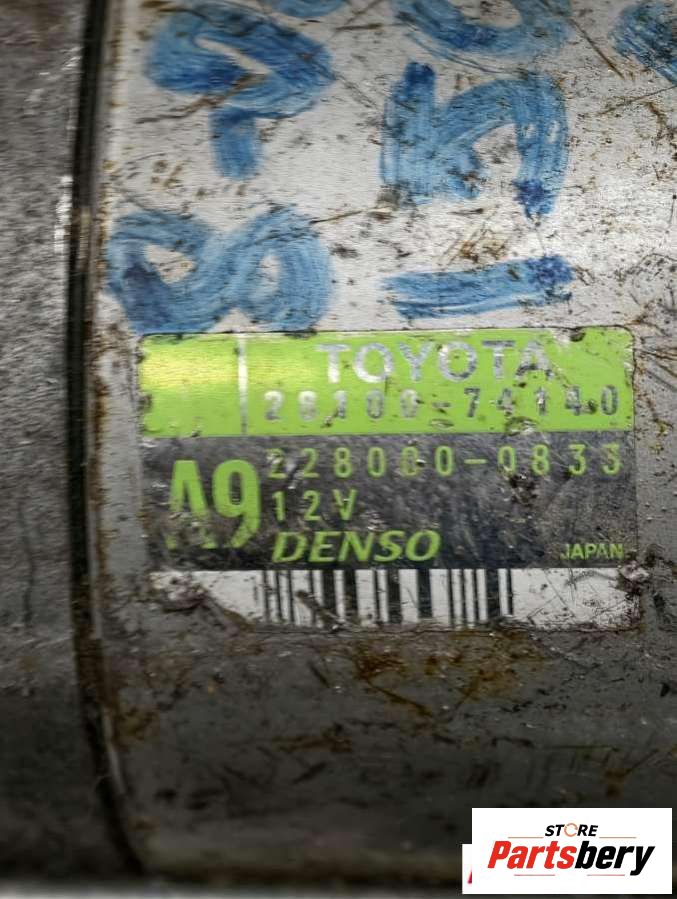 TOYOTA
28100-74140
A9
228000-0833
12V
DENSO
JAPAN
STORE
Partsbery